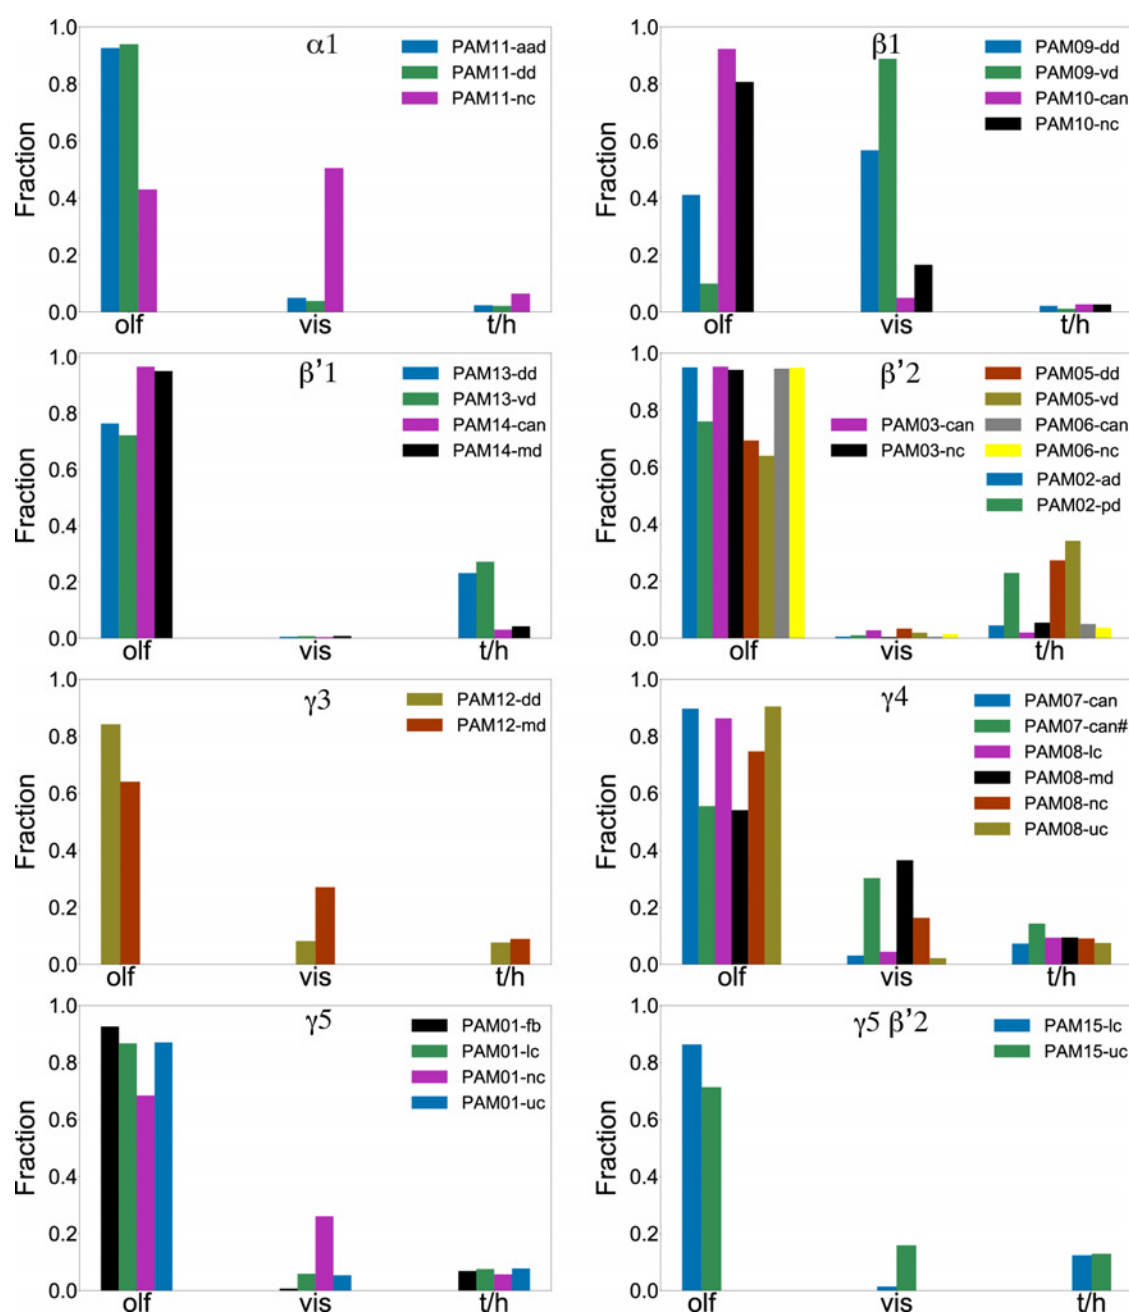 α1
Fraction
1.0
0.8
0.6
0.4
0.2
0.0
olf vis t/h
PAM11-aad
PAM11-dd
PAM11-nc
β1
Fraction
1.0
0.8
0.6
0.4
0.2
0.0
olf vis t/h
PAM09-dd
PAM09-vd
PAM10-can
PAM10-nc
β’1
Fraction
1.0
0.8
0.6
0.4
0.2
0.0
olf vis t/h
PAM13-dd
PAM13-vd
PAM14-can
PAM14-md
β’2
Fraction
1.0
0.8
0.6
0.4
0.2
0.0
olf vis t/h
PAM03-can
PAM03-nc
PAM05-dd
PAM05-vd
PAM06-can
PAM06-nc
PAM02-ad
PAM02-pd
γ3
Fraction
1.0
0.8
0.6
0.4
0.2
0.0
olf vis t/h
PAM12-dd
PAM12-md
γ4
Fraction
1.0
0.8
0.6
0.4
0.2
0.0
olf vis t/h
PAM07-can
PAM07-can#
PAM08-lc
PAM08-md
PAM08-nc
PAM08-uc
γ5
Fraction
1.0
0.8
0.6
0.4
0.2
0.0
olf vis t/h
PAM01-fb
PAM01-lc
PAM01-nc
PAM01-uc
γ5 β’2
Fraction
1.0
0.8
0.6
0.4
0.2
0.0
olf vis t/h
PAM15-lc
PAM15-uc